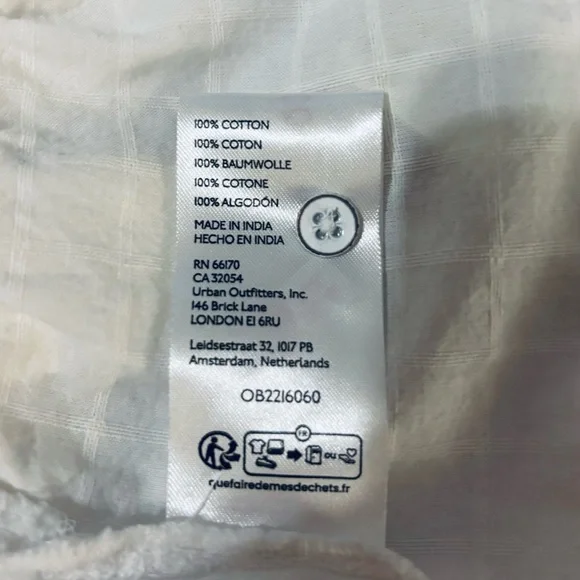 100% COTTON
100% COTON
100% BAUMWOLLE
100% COTONE
100% ALGODÓN
MADE IN INDIA
HECHO EN INDIA
RN 66170
CA 32054
Urban Outfitters, Inc.
146 Brick Lane
LONDON E1 6RU
Leidsestraat 32, 1017 PB
Amsterdam, Netherlands
OB2216060
FR
OU
quefairedemesdechets.fr